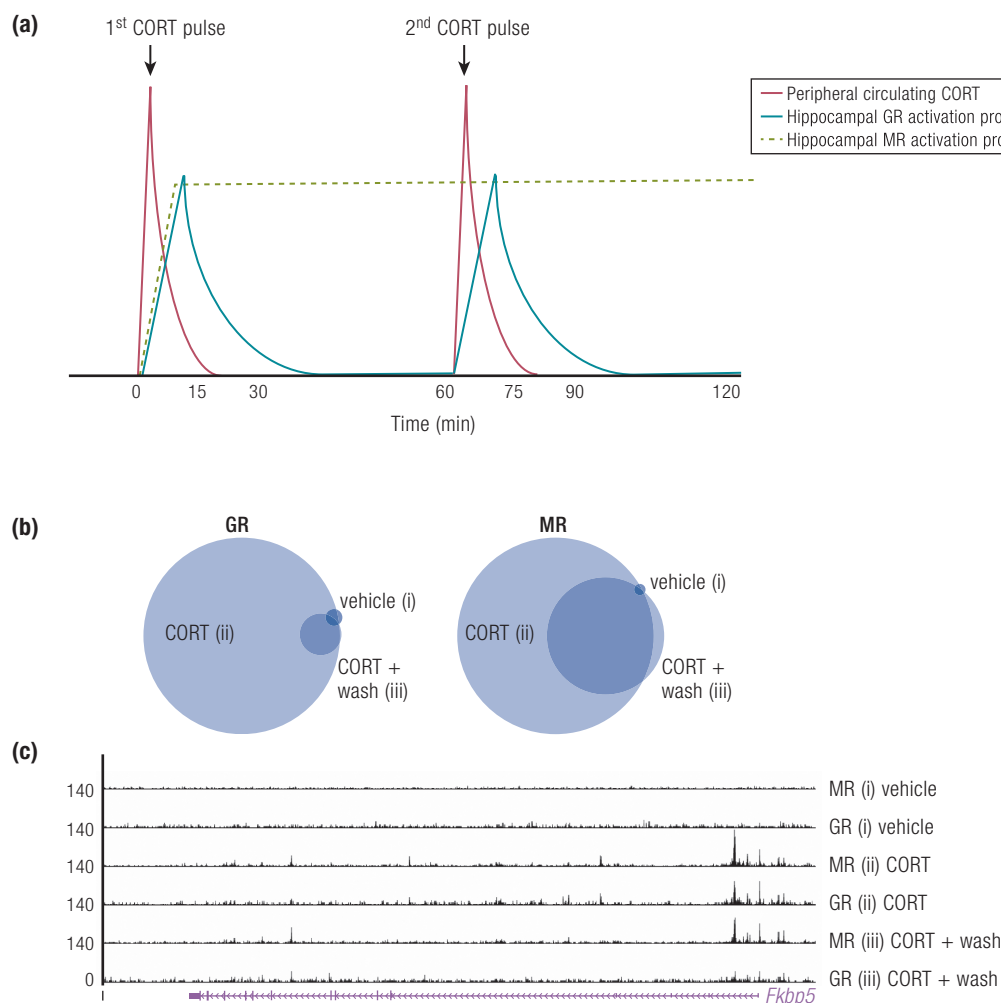 (a)
1st CORT pulse
2nd CORT pulse
Peripheral circulating CORT
Hippocampal GR activation pro
Hippocampal MR activation pro
0 15 30 60 75 90 120
Time (min)
(b)
GR
MR
vehicle (i)
CORT (ii)
CORT +
wash (iii)
vehicle (i)
CORT (ii)
CORT +
wash (iii)
(c)
140 MR (i) vehicle
140 GR (i) vehicle
140 MR (ii) CORT
140 GR (ii) CORT
140 MR (iii) CORT + wash
0 GR (iii) CORT + wash
Fkbp5